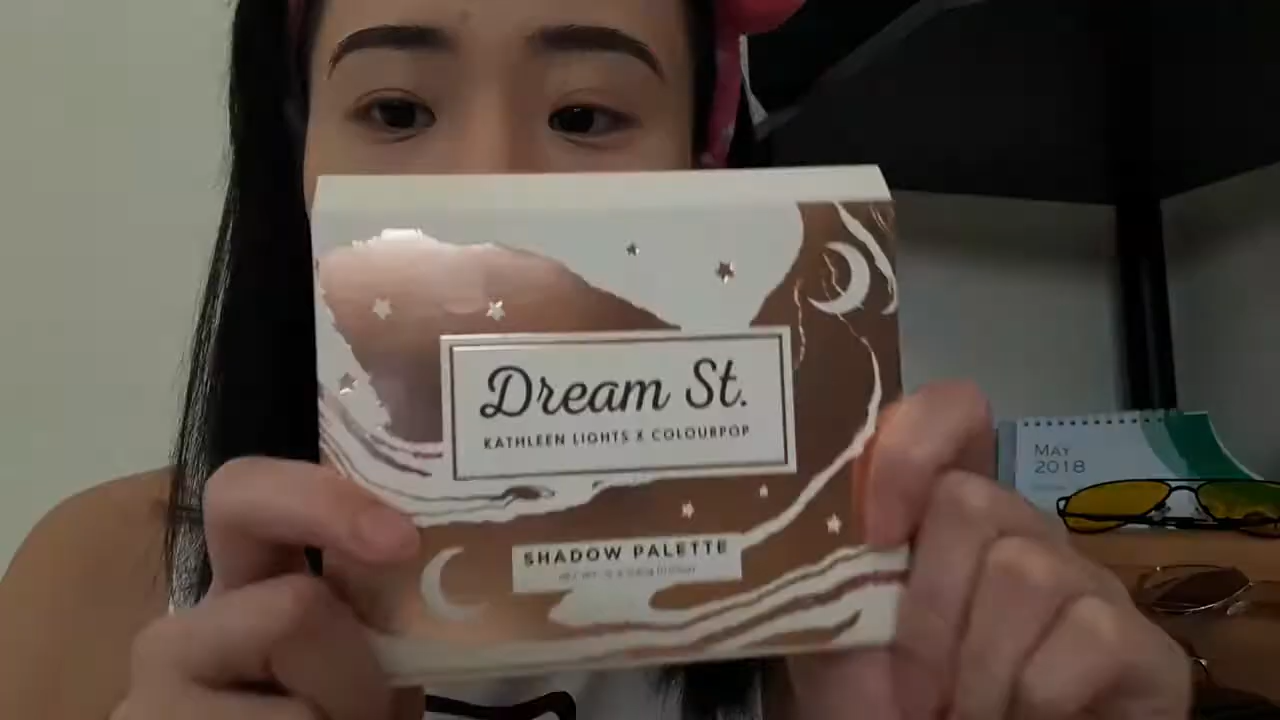 Dream St.
KATHLEEN LIGHTS X COLOURPOP
SHADOW PALETTE
MAY
2018